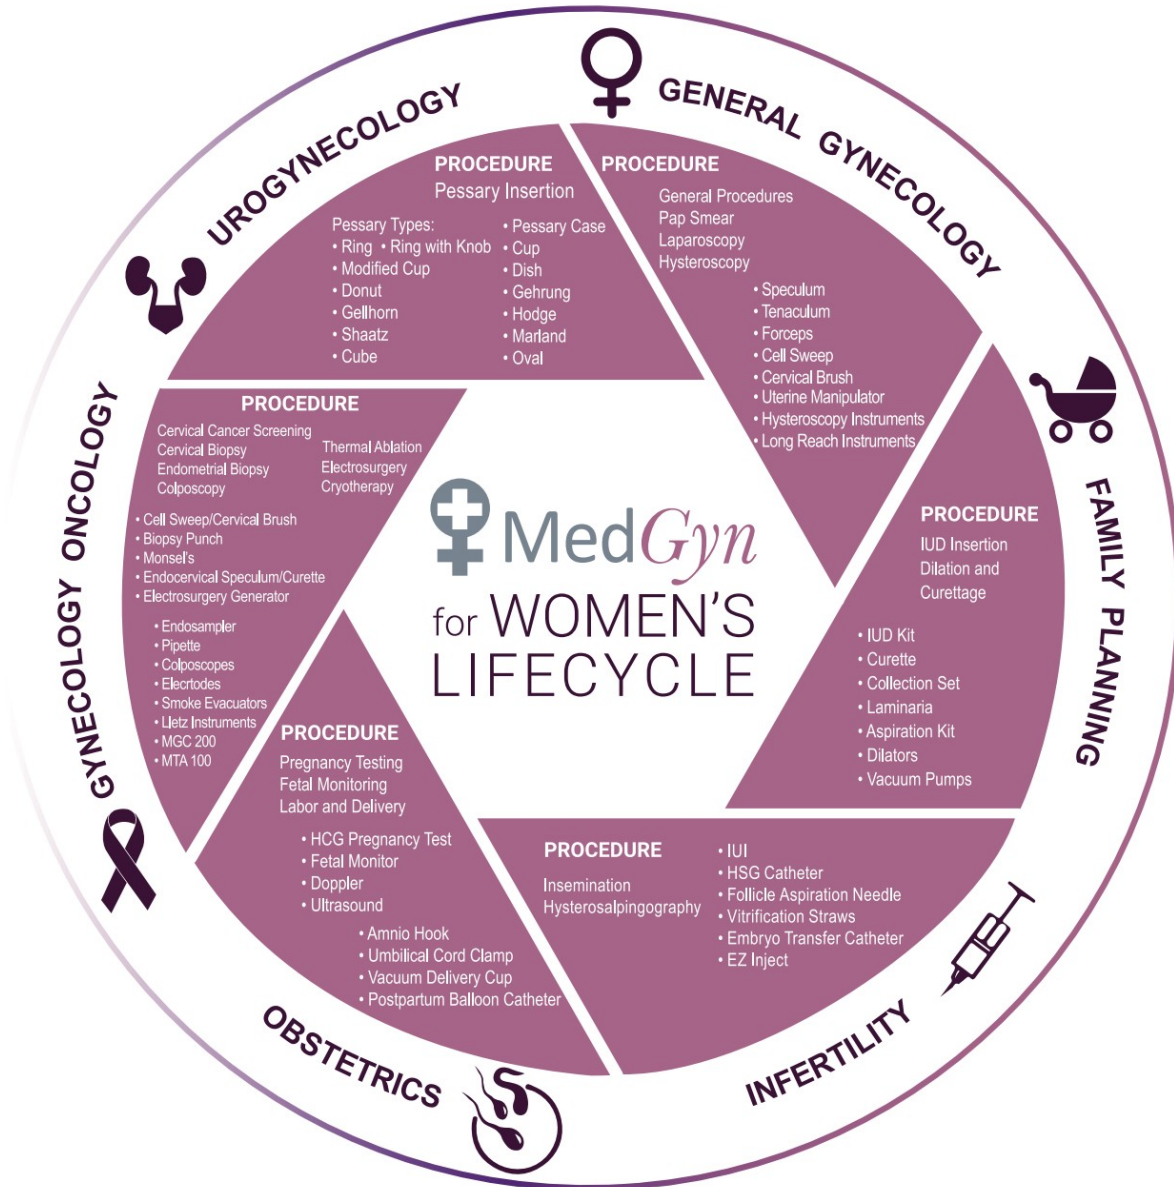 GENERAL GYNECOLOGY
PROCEDURE
General Procedures
Pap Smear
Laparoscopy
Hysteroscopy
• Speculum
• Tenaculum
• Forceps
• Cell Sweep
• Cervical Brush
• Uterine Manipulator
• Hysteroscopy Instruments
• Long Reach Instruments
FAMILY PLANNING
PROCEDURE
IUD Insertion
Dilation and
Curettage
• IUD Kit
• Curette
• Collection Set
• Laminaria
• Aspiration Kit
• Dilators
• Vacuum Pumps
INFERTILITY
PROCEDURE
Insemination
Hysterosalpingography
• IUI
• HSG Catheter
• Follicle Aspiration Needle
• Vitrification Straws
• Embryo Transfer Catheter
• EZ Inject
OBSTETRICS
PROCEDURE
Pregnancy Testing
Fetal Monitoring
Labor and Delivery
• HCG Pregnancy Test
• Fetal Monitor
• Doppler
• Ultrasound
• Amnio Hook
• Umbilical Cord Clamp
• Vacuum Delivery Cup
• Postpartum Balloon Catheter
GYNECOLOGY ONCOLOGY
PROCEDURE
Cervical Cancer Screening
Cervical Biopsy
Endometrial Biopsy
Colposcopy
Thermal Ablation
Electrosurgery
Cryotherapy
• Cell Sweep/Cervical Brush
• Biopsy Punch
• Monsel's
• Endocervical Speculum/Curette
• Electrosurgery Generator
• Endosampler
• Pipette
• Colposcopes
• Elecrtodes
• Smoke Evacuators
• Lletz Instruments
• MGC 200
• MTA 100
UROGYNECOLOGY
PROCEDURE
Pessary Insertion
Pessary Types:
• Ring • Ring with Knob
• Modified Cup
• Donut
• Gellhorn
• Shaatz
• Cube
• Pessary Case
• Cup
• Dish
• Gehrung
• Hodge
• Marland
• Oval
MedGyn
for WOMEN'S
LIFECYCLE